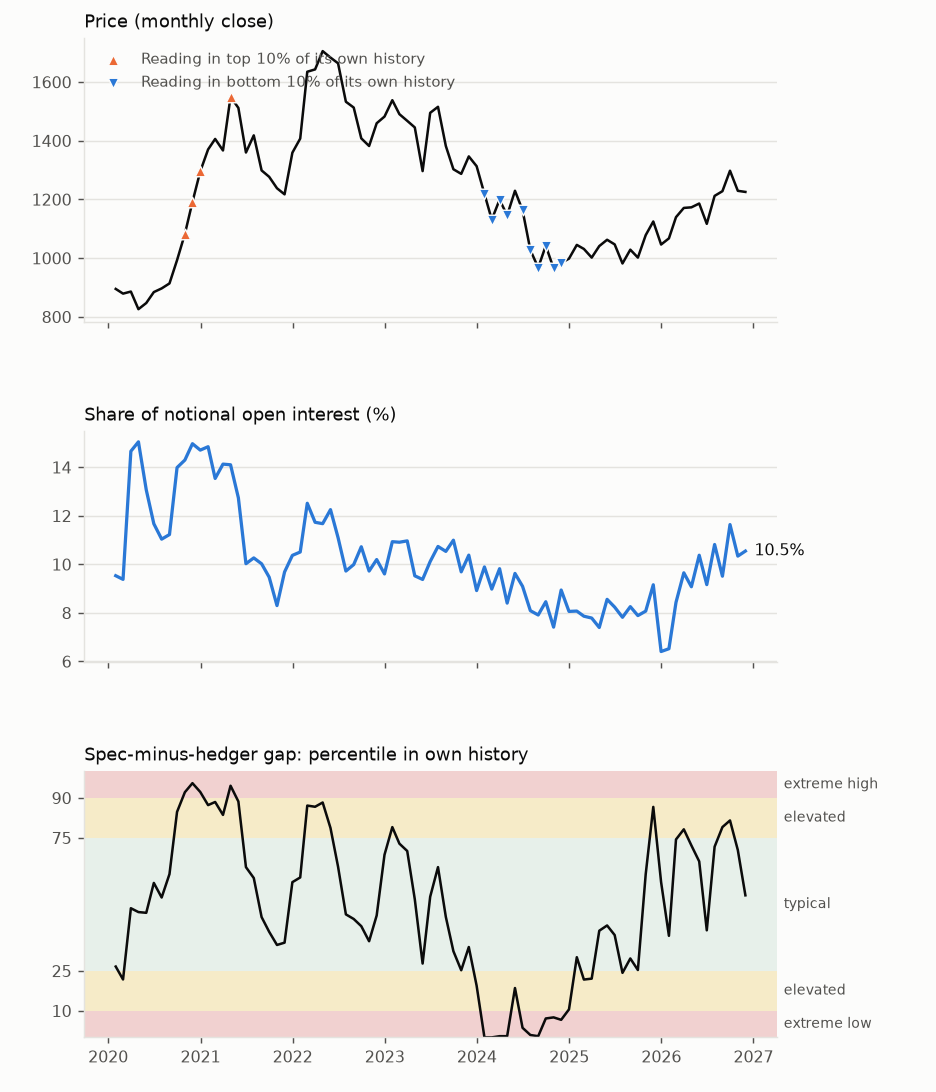 Price (monthly close)
Reading in top 10% of its own history
Reading in bottom 10% of its own history
1600
1400
1200
1000
800
Share of notional open interest (%)
14
12
10
8
6
10.5%
Spec-minus-hedger gap: percentile in own history
extreme high
90
elevated
75
typical
25
elevated
10
extreme low
2020 2021 2022 2023 2024 2025 2026 2027